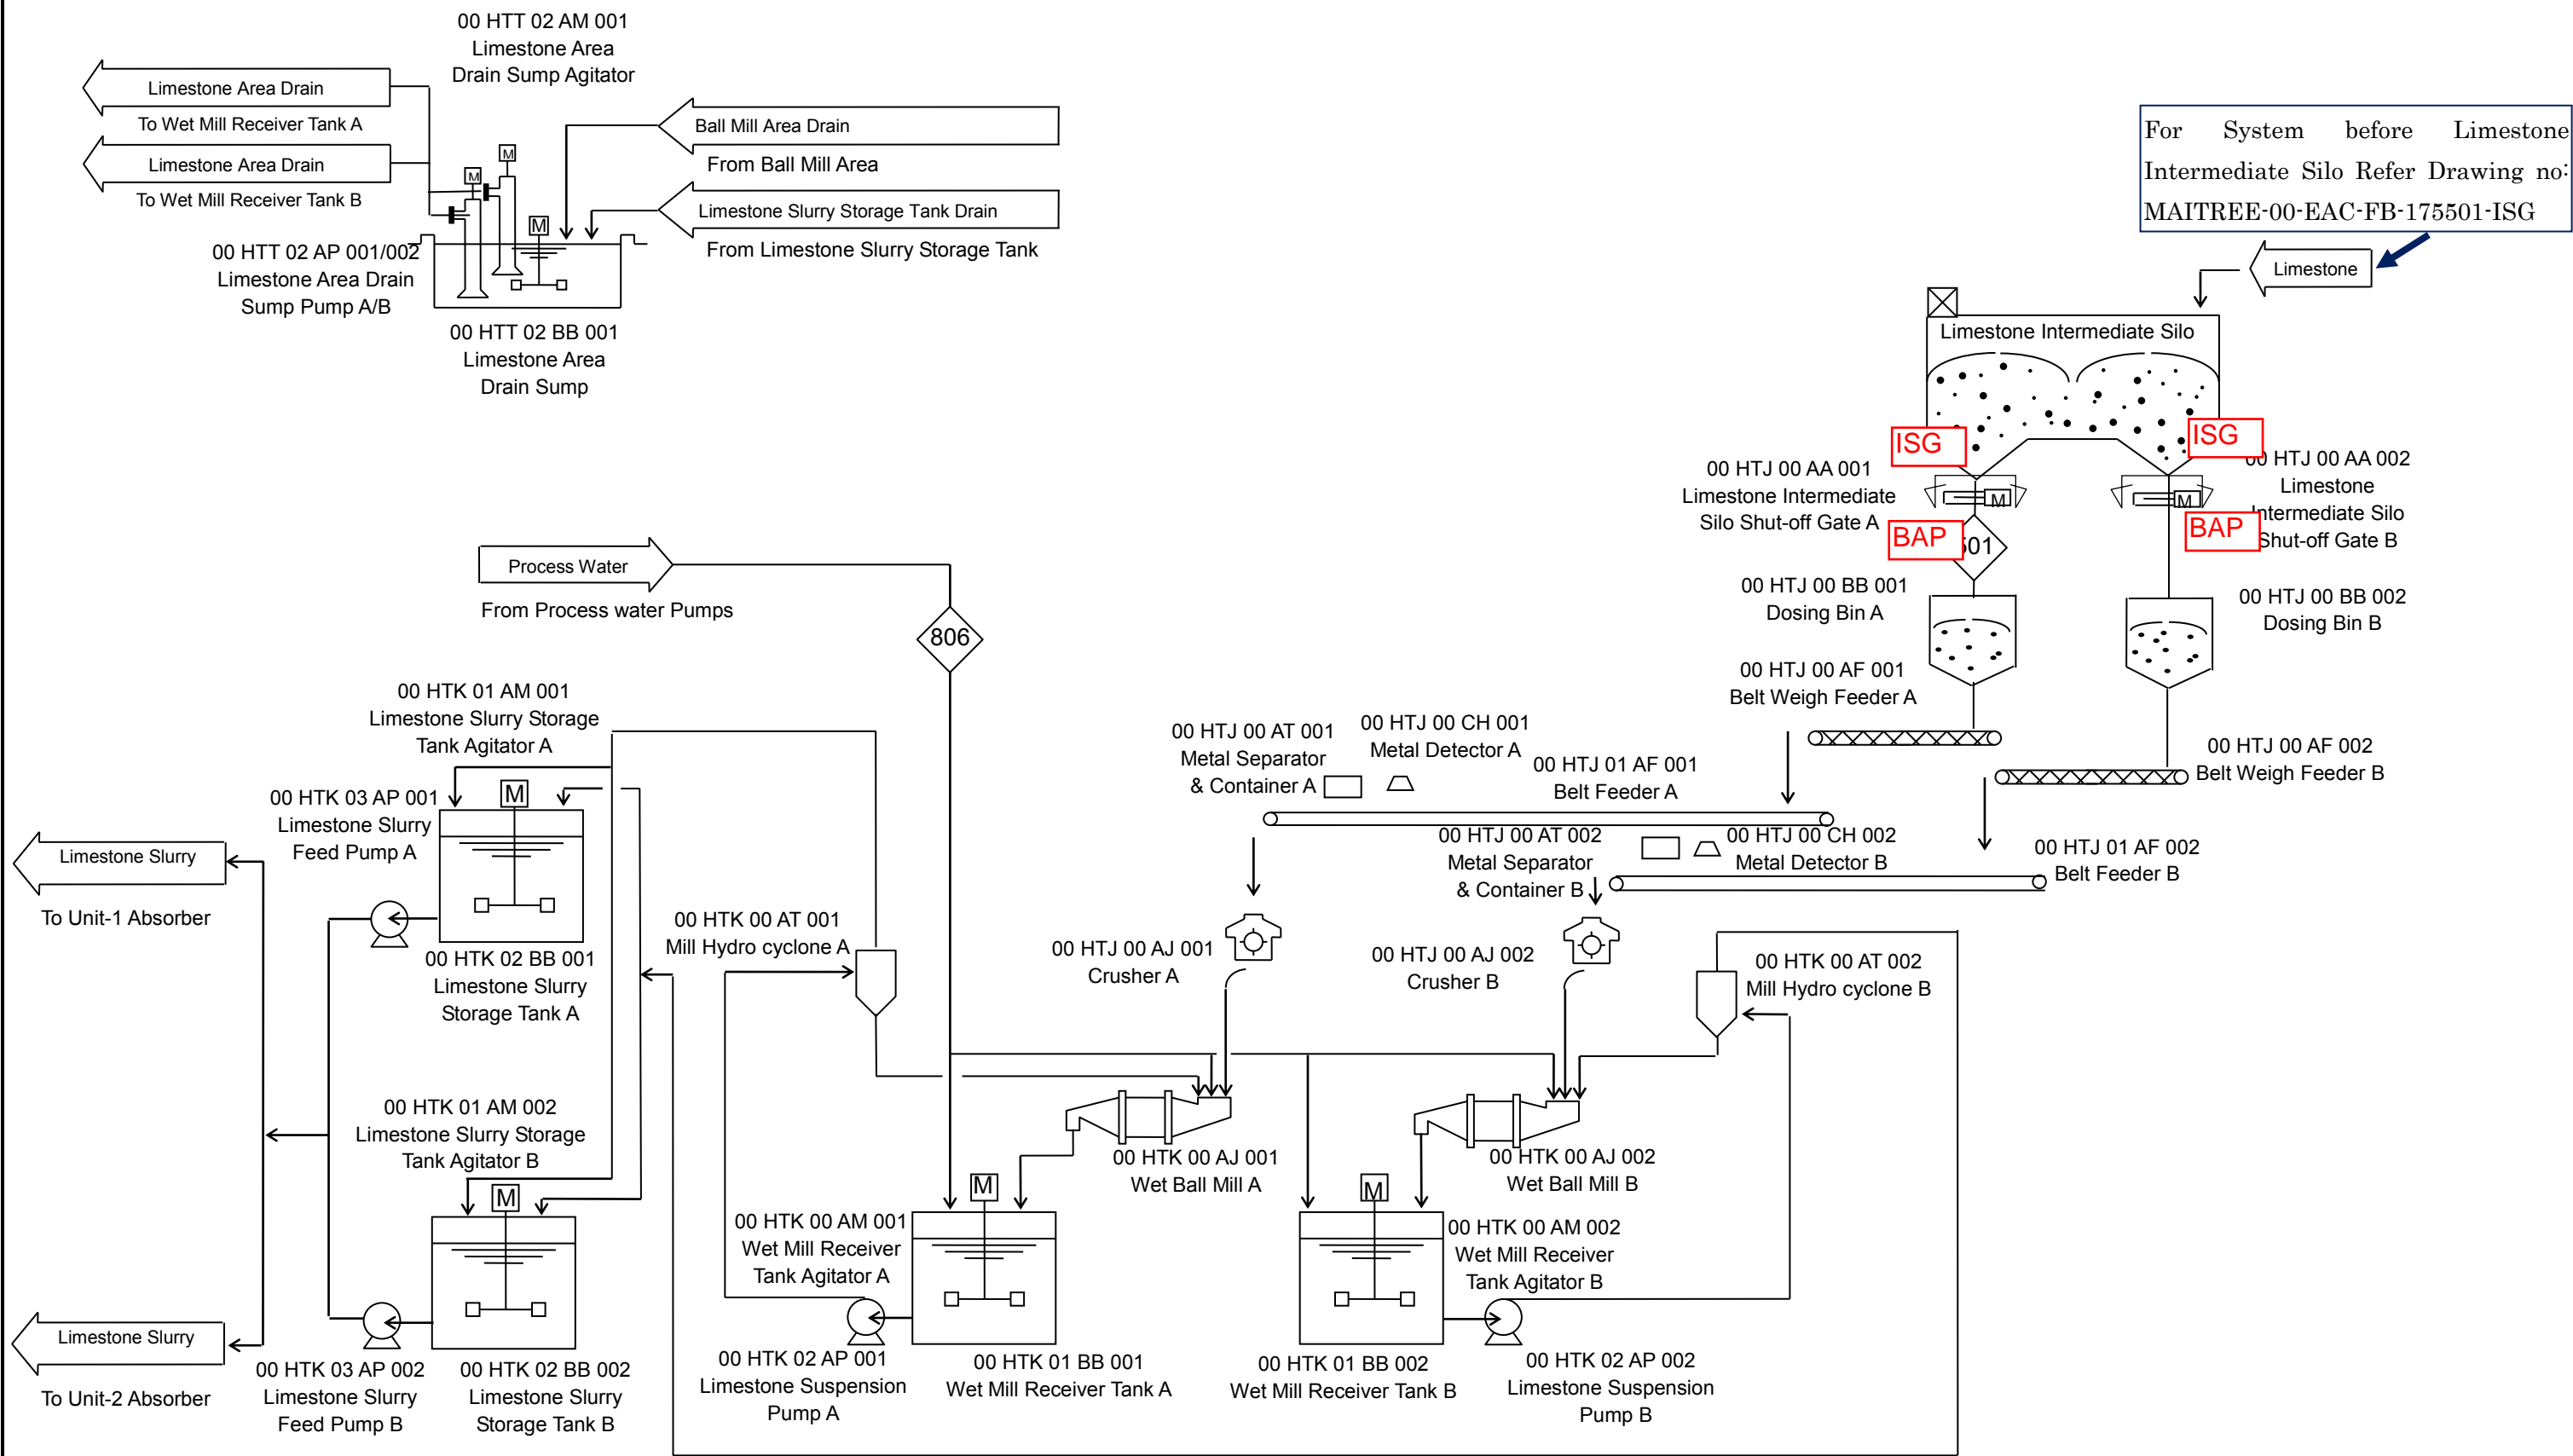 00 HTT 02 AM 001
Limestone Area
Drain Sump Agitator
Limestone Area Drain
To Wet Mill Receiver Tank A
Limestone Area Drain
To Wet Mill Receiver Tank B
Ball Mill Area Drain
From Ball Mill Area
Limestone Slurry Storage Tank Drain
From Limestone Slurry Storage Tank
M
M
M
00 HTT 02 AP 001/002
Limestone Area Drain
Sump Pump A/B
00 HTT 02 BB 001
Limestone Area
Drain Sump
For System before Limestone
Intermediate Silo Refer Drawing no:
MAITREE-00-EAC-FB-175501-ISG
Limestone
Limestone Intermediate Silo
ISG
ISG
00 HTJ 00 AA 001
Limestone Intermediate
Silo Shut-off Gate A
M
M
00 HTJ 00 AA 002
Limestone
Intermediate Silo
Shut-off Gate B
BAP
BAP
01
00 HTJ 00 BB 001
Dosing Bin A
00 HTJ 00 BB 002
Dosing Bin B
Process Water
From Process water Pumps
806
00 HTJ 00 AF 001
Belt Weigh Feeder A
00 HTJ 00 AF 002
Belt Weigh Feeder B
00 HTK 01 AM 001
Limestone Slurry Storage
Tank Agitator A
00 HTJ 00 AT 001
Metal Separator
& Container A
00 HTJ 00 CH 001
Metal Detector A
00 HTJ 01 AF 001
Belt Feeder A
00 HTK 03 AP 001
Limestone Slurry
Feed Pump A
M
00 HTJ 00 AT 002
Metal Separator
& Container B
00 HTJ 00 CH 002
Metal Detector B
00 HTJ 01 AF 002
Belt Feeder B
Limestone Slurry
To Unit-1 Absorber
00 HTK 02 BB 001
Limestone Slurry
Storage Tank A
00 HTK 00 AT 001
Mill Hydro cyclone A
00 HTJ 00 AJ 001
Crusher A
00 HTJ 00 AJ 002
Crusher B
00 HTK 00 AT 002
Mill Hydro cyclone B
00 HTK 01 AM 002
Limestone Slurry Storage
Tank Agitator B
M
00 HTK 00 AJ 001
Wet Ball Mill A
00 HTK 00 AJ 002
Wet Ball Mill B
M
M
00 HTK 00 AM 001
Wet Mill Receiver
Tank Agitator A
00 HTK 00 AM 002
Wet Mill Receiver
Tank Agitator B
Limestone Slurry
To Unit-2 Absorber
00 HTK 03 AP 002
Limestone Slurry
Feed Pump B
00 HTK 02 BB 002
Limestone Slurry
Storage Tank B
00 HTK 02 AP 001
Limestone Suspension
Pump A
00 HTK 01 BB 001
Wet Mill Receiver Tank A
00 HTK 01 BB 002
Wet Mill Receiver Tank B
00 HTK 02 AP 002
Limestone Suspension
Pump B